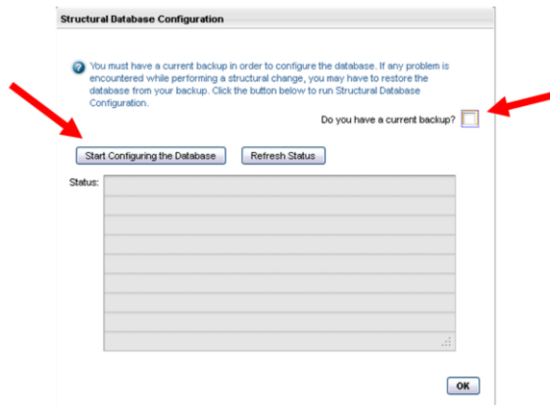 Structural Database Configuration
You must have a current backup in order to configure the database. If any problem is
encountered while performing a structural change, you may have to restore the
database from your backup. Click the button below to run Structural Database
Configuration.
Do you have a current backup?
Start Configuring the Database Refresh Status
Status:
OK